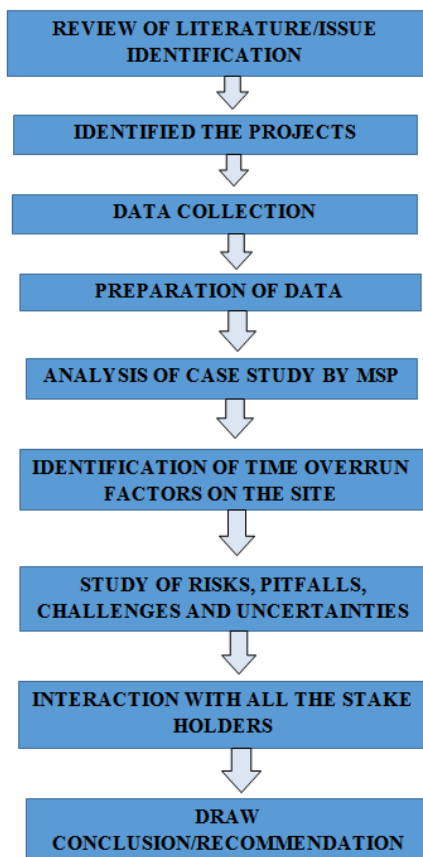 REVIEW OF LITERATURE/ISSUE
IDENTIFICATION
IDENTIFIED THE PROJECTS
DATA COLLECTION
PREPARATION OF DATA
ANALYSIS OF CASE STUDY BY MSP
IDENTIFICATION OF TIME OVERRUN
FACTORS ON THE SITE
STUDY OF RISKS, PITFALLS,
CHALLENGES AND UNCERTAINTIES
INTERACTION WITH ALL THE STAKE
HOLDERS
DRAW
CONCLUSION/RECOMMENDATION